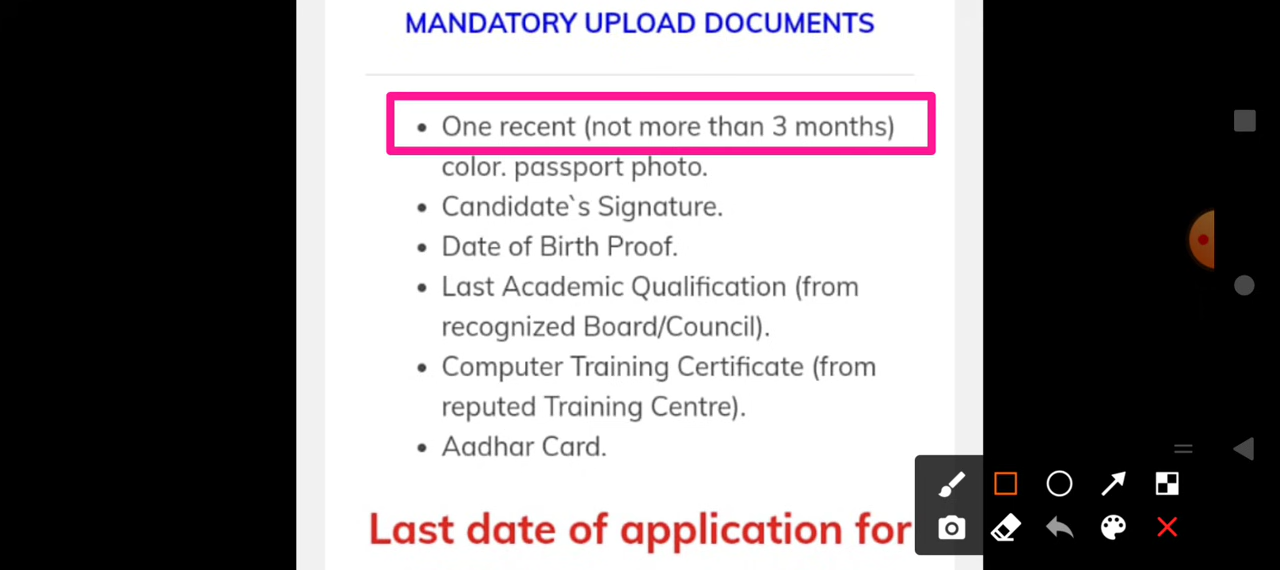 MANDATORY UPLOAD DOCUMENTS
• One recent (not more than 3 months)
color. passport photo.
• Candidate`s Signature.
• Date of Birth Proof.
• Last Academic Qualification (from
recognized Board/Council).
• Computer Training Certificate (from
reputed Training Centre).
• Aadhar Card.
Last date of application for